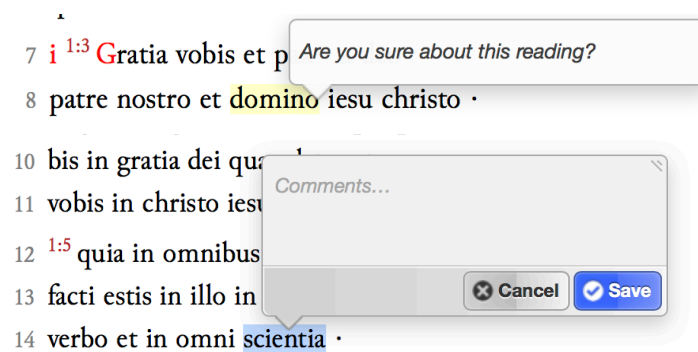 7 i 1:3 Gratia vobis et p
Are you sure about this reading?
8 patre nostro et domino iesu christo ·
10 bis in gratia dei
11 vobis in christo
Comments...
12 1:5 quia in omnibus
13 facti estis in illo in
Cancel Save
14 verbo et in omni scientia ·